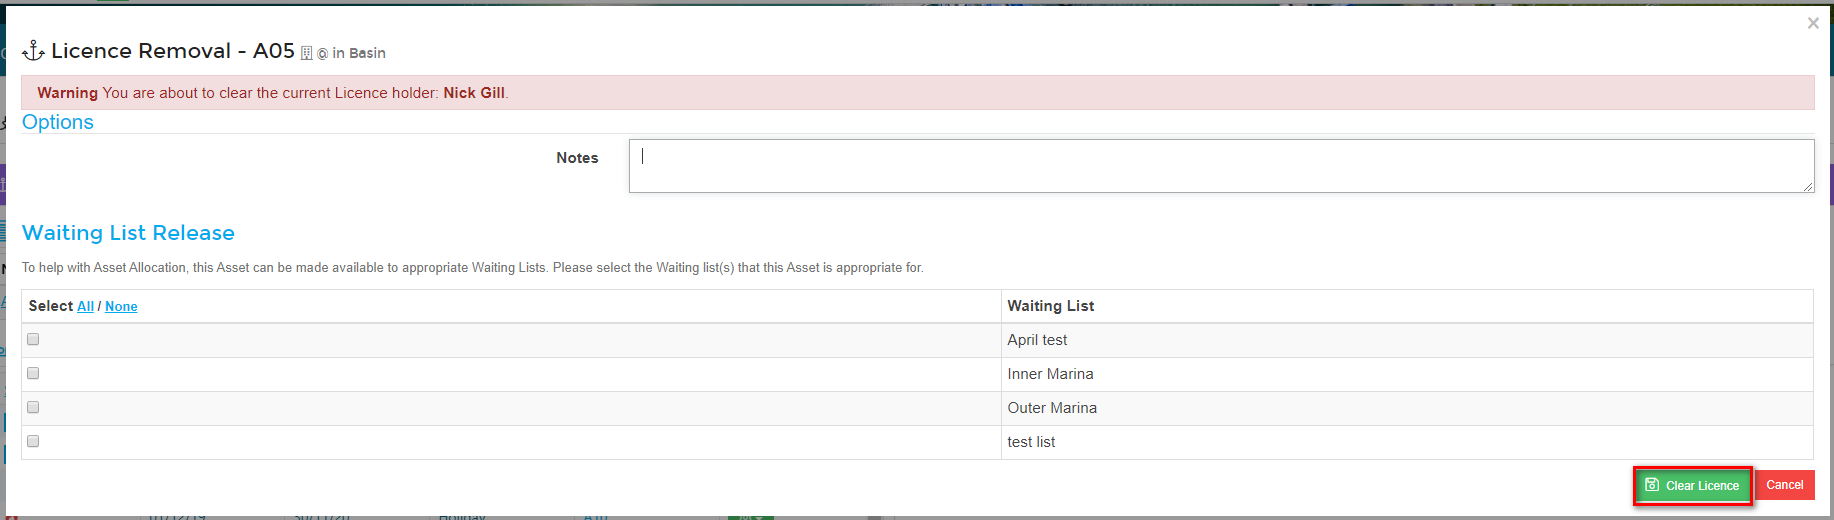 ×
Licence Removal - A05 @ in Basin
Warning You are about to clear the current Licence holder: Nick Gill.
Options
Notes
Waiting List Release
To help with Asset Allocation, this Asset can be made available to appropriate Waiting Lists. Please select the Waiting list(s) that this Asset is appropriate for.
Select All / None Waiting List
April test
Inner Marina
Outer Marina
test list
Clear Licence Cancel